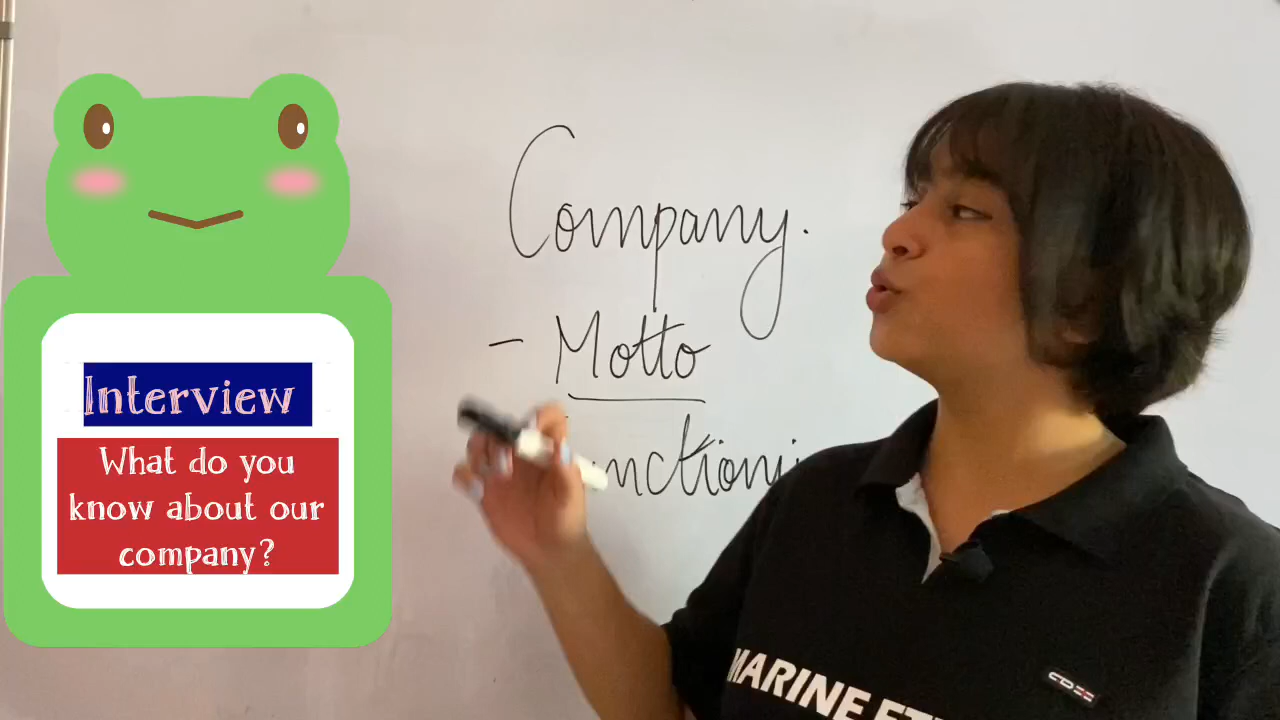 Interview
What do you
know about our
company?
Company.
- Motto
MARINE